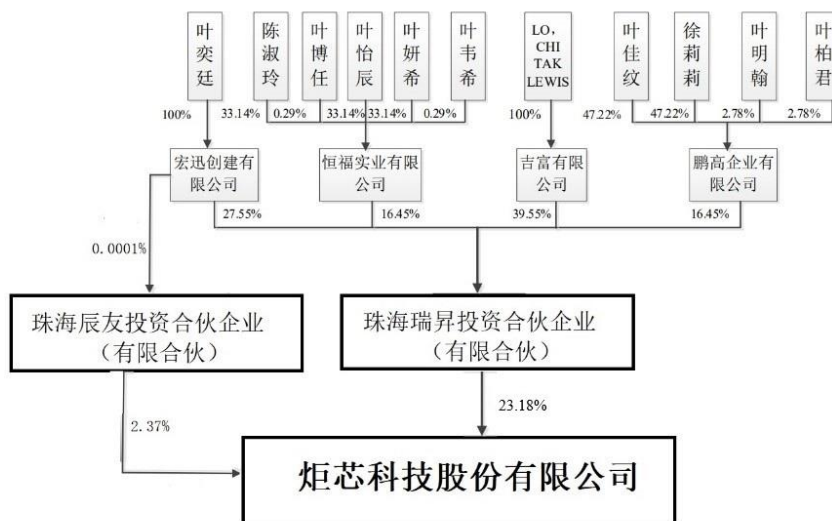 叶奕廷
陈淑玲
叶博任
叶怡辰
叶妍希
叶韦希
LO，
CHI
TAK
LEWIS
叶佳纹
徐莉莉
叶明翰
叶柏君
100%
33.14%
0.29%
33.14%
33.14%
0.29%
100%
47.22%
47.22%
2.78%
2.78%
宏迅创建有
限公司
恒福实业有限
公司
吉富有限
公司
鹏高企业有
限公司
27.55%
16.45%
39.55%
16.45%
0.0001%
珠海辰友投资合伙企业
（有限合伙）
珠海瑞昇投资合伙企业
（有限合伙）
2.37%
23.18%
炬芯科技股份有限公司